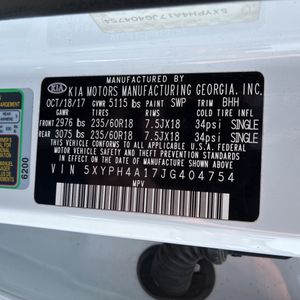 MANUFACTURED BY
KIA KIA MOTORS MANUFACTURING GEORGIA, INC.
OCT/18/17 GVWR 5115 lbs PAINT SWP TRIM BHH
GAWR TIRES RIMS COLD TIRE PRESSURE
FRONT 2976 lbs 235/60R18 7.5JX18 34psi SINGLE
REAR 3075 lbs 235/60R18 7.5JX18 34psi SINGLE
THIS VEHICLE CONFORMS TO ALL APPLICABLE U.S.A. FEDERAL
MOTOR VEHICLE SAFETY AND THEFT PREVENTION STANDARDS
IN EFFECT ON THE DATE OF MANUFACTURE SHOWN ABOVE.
VIN 5XYPH4A17JG404754
MPV
6200